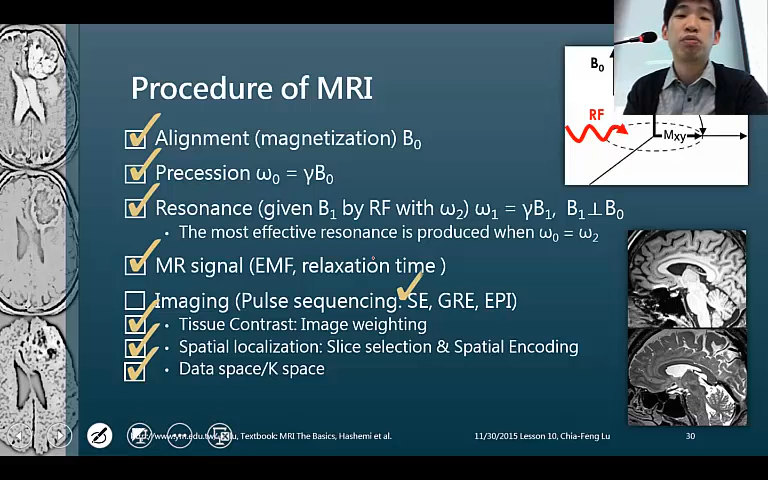 B₀
Procedure of MRI
RF
Mxy
Alignment (magnetization) B₀
Precession ω₀ = γB₀
Resonance (given B₁ by RF with ω₂) ω₁ = γB₁, B₁⊥B₀
• The most effective resonance is produced when ω₀ = ω₂
MR signal (EMF, relaxation time )
Imaging (Pulse sequencing: SE, GRE, EPI)
• Tissue Contrast: Image weighting
• Spatial localization: Slice selection & Spatial Encoding
• Data space/K space
Textbook: MRI The Basics, Hashemi et al.
11/30/2015 Lesson 10, Chia-Feng Lu
30